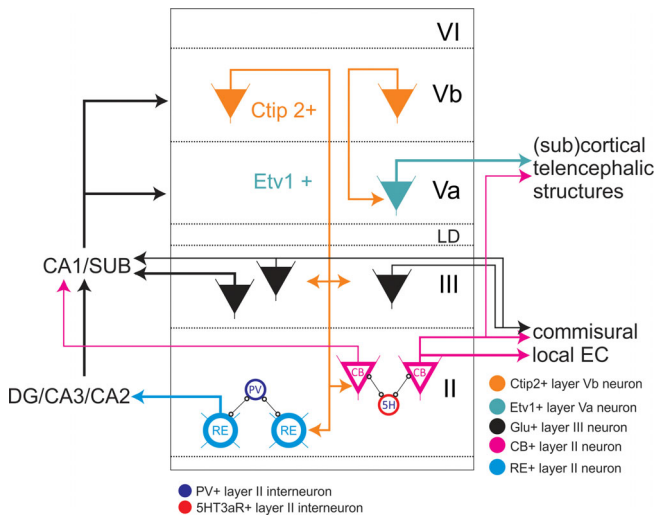 VI
Vb
Ctip 2+
(sub)cortical
telencephalic
structures
Etv1 +
Va
LD
CA1/SUB
III
commisural
local EC
CB
CB
II
DG/CA3/CA2
PV
5H
RE
RE
Ctip2+ layer Vb neuron
Etv1+ layer Va neuron
Glu+ layer III neuron
CB+ layer II neuron
RE+ layer II neuron
PV+ layer II interneuron
5HT3aR+ layer II interneuron